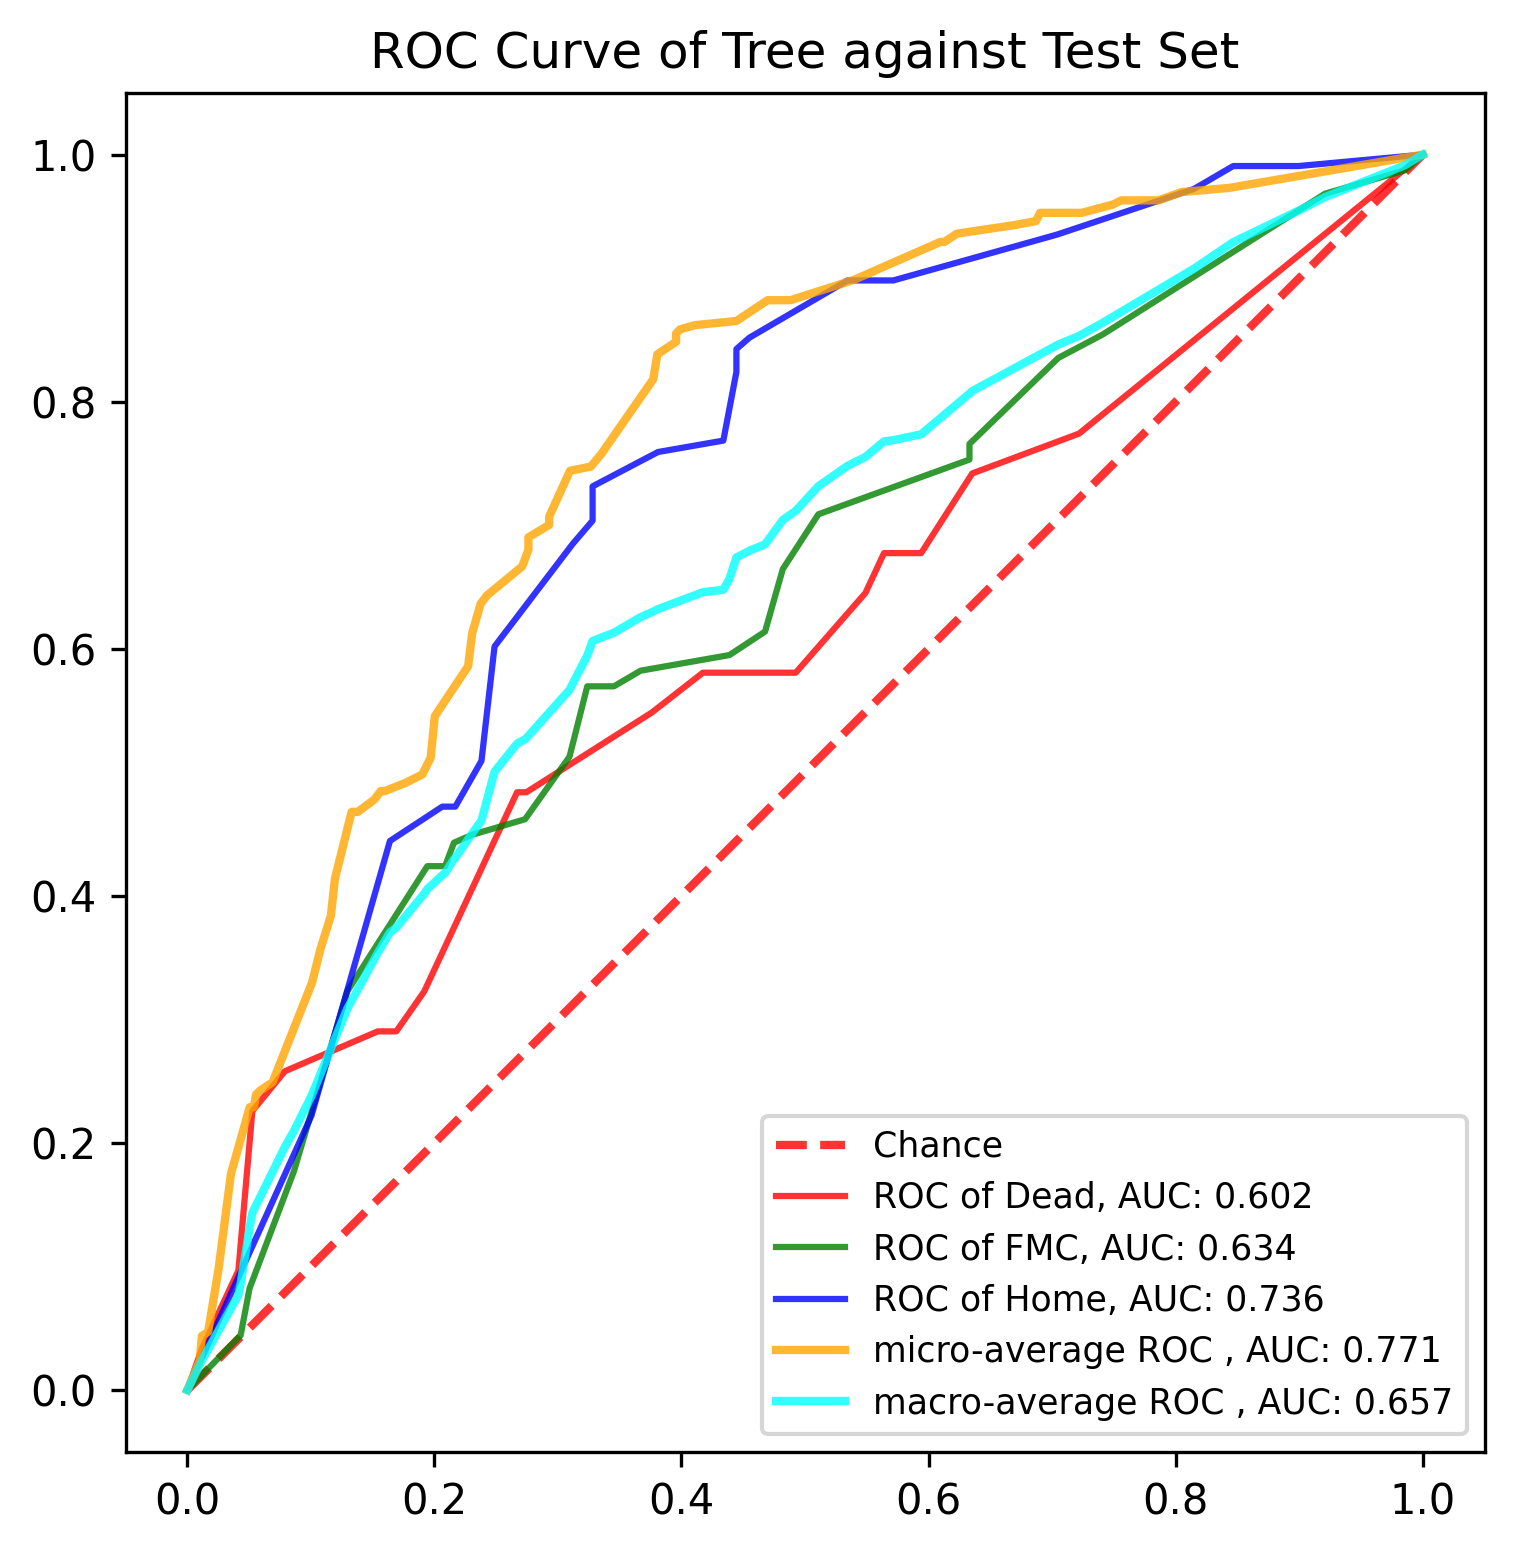 ROC Curve of Tree against Test Set
1.0
0.8
0.6
0.4
0.2
0.0
Chance
ROC of Dead, AUC: 0.602
ROC of FMC, AUC: 0.634
ROC of Home, AUC: 0.736
micro-average ROC , AUC: 0.771
macro-average ROC , AUC: 0.657
0.0 0.2 0.4 0.6 0.8 1.0